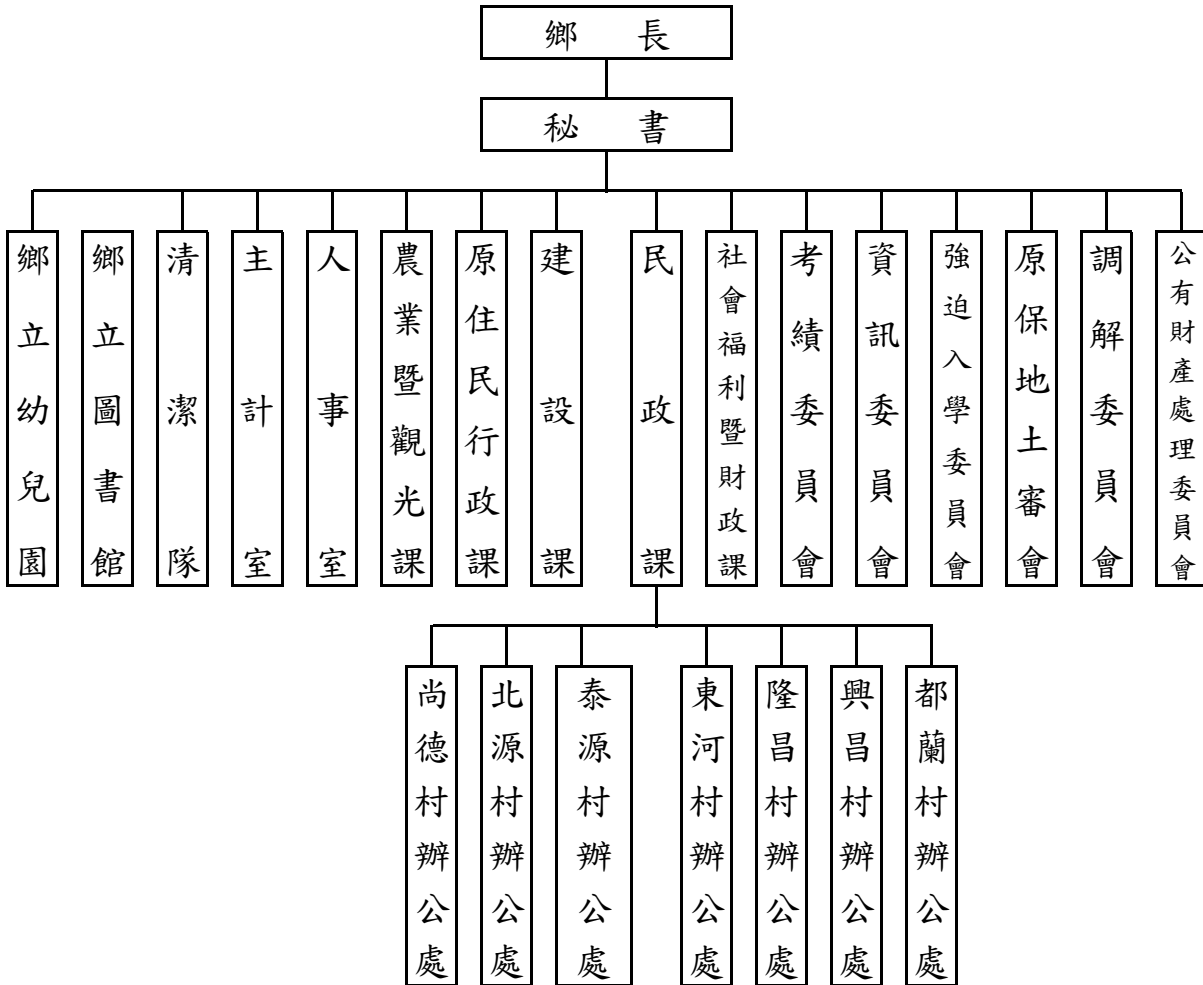 鄉長
秘書
鄉立幼兒園
鄉立圖書館
清潔隊
主計室
人事室
農業暨觀光課
原住民行政課
建設課
民政課
社會福利暨財政課
考績委員會
資訊委員會
強迫入學委員會
原保地土審會
調解委員會
公有財產處理委員會
尚德村辦公處
北源村辦公處
泰源村辦公處
東河村辦公處
隆昌村辦公處
興昌村辦公處
都蘭村辦公處